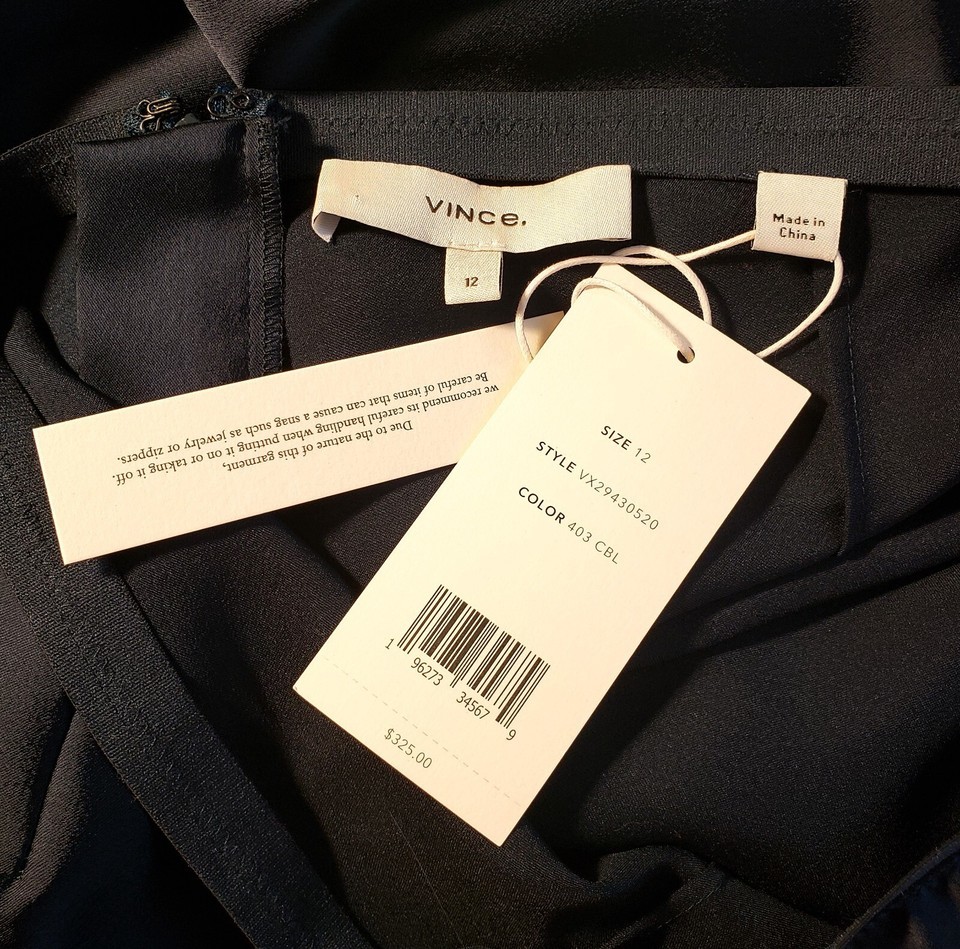 VINCE.
12
Made in
China
Due to the nature of this garment,
we recommend its careful handling when putting it on or taking it off.
Be careful of items that can cause a snag such as jewelry or zippers.
SIZE 12
STYLE VX29430520
COLOR 403 CBL
1 96273 34567 9
$325.00